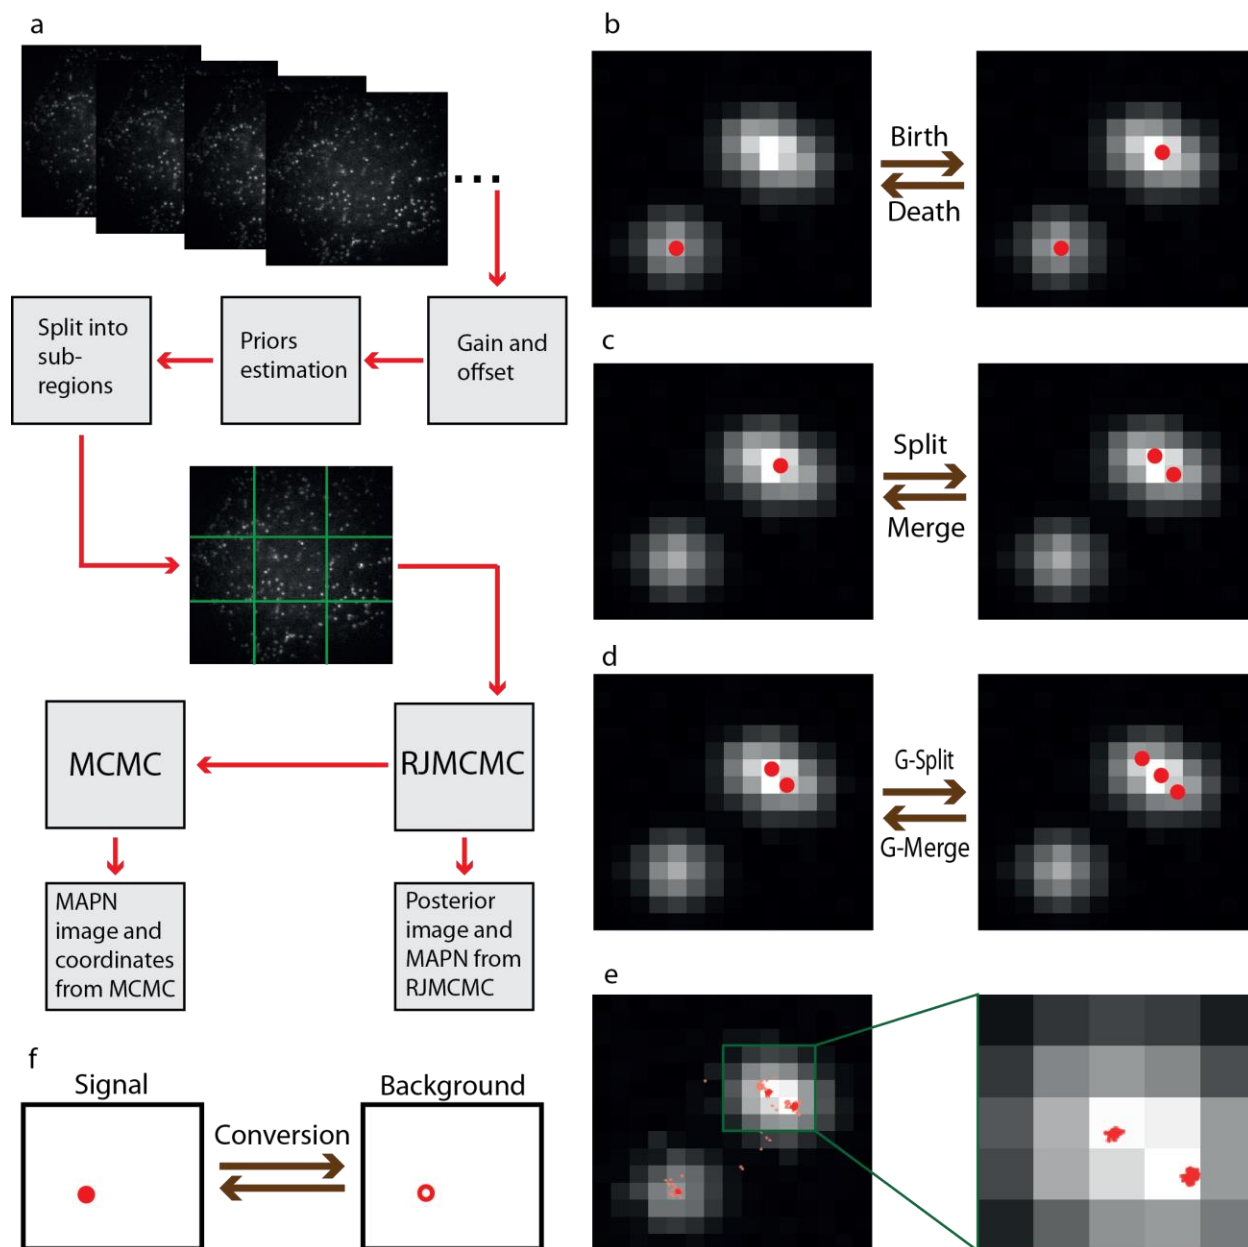 a
Split into
sub-
regions
Priors
estimation
Gain and
offset
MCMC
RJMCMC
MAPN
image and
coordinates
from MCMC
Posterior
image and
MAPN from
RJMCMC
b
Birth
Death
c
Split
Merge
d
G-Split
G-Merge
e
f
Signal
Background
Conversion